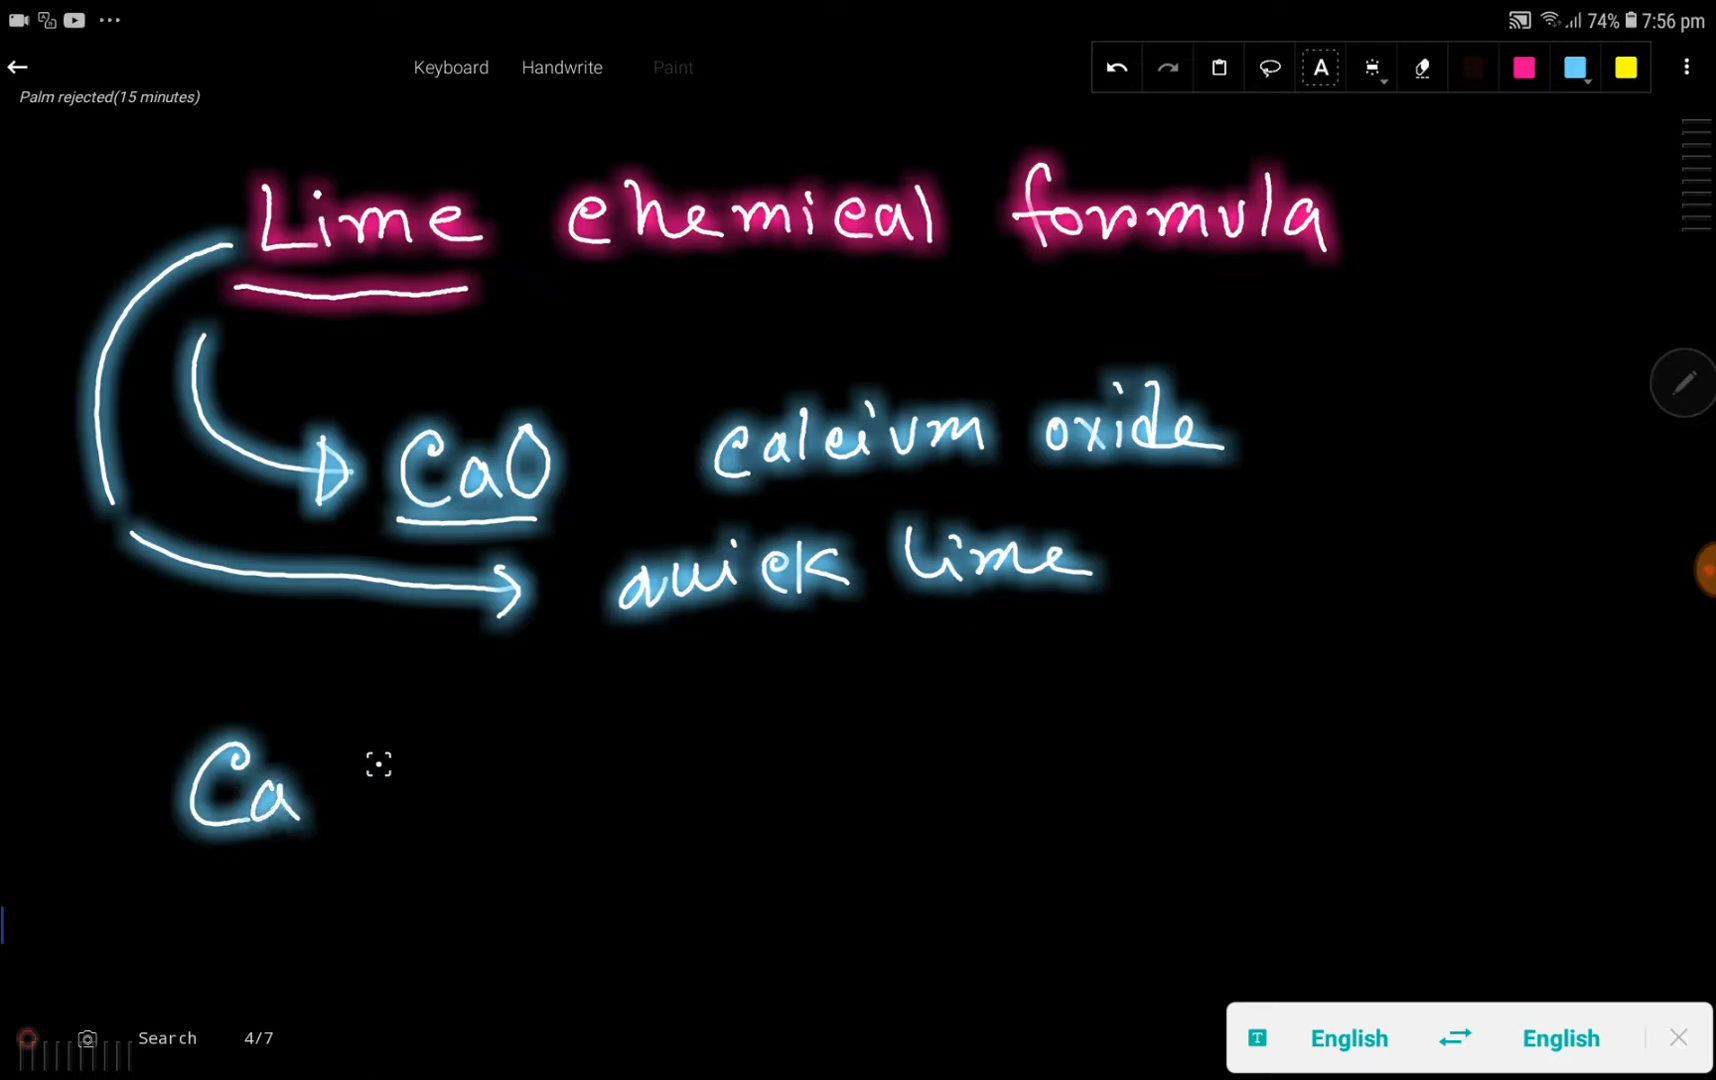 74% 7:56 pm
Keyboard Handwrite Paint
A
Palm rejected(15 minutes)
Lime chemical formula
CaO calcium oxide
quick lime
Ca
Search 4/7
T English English